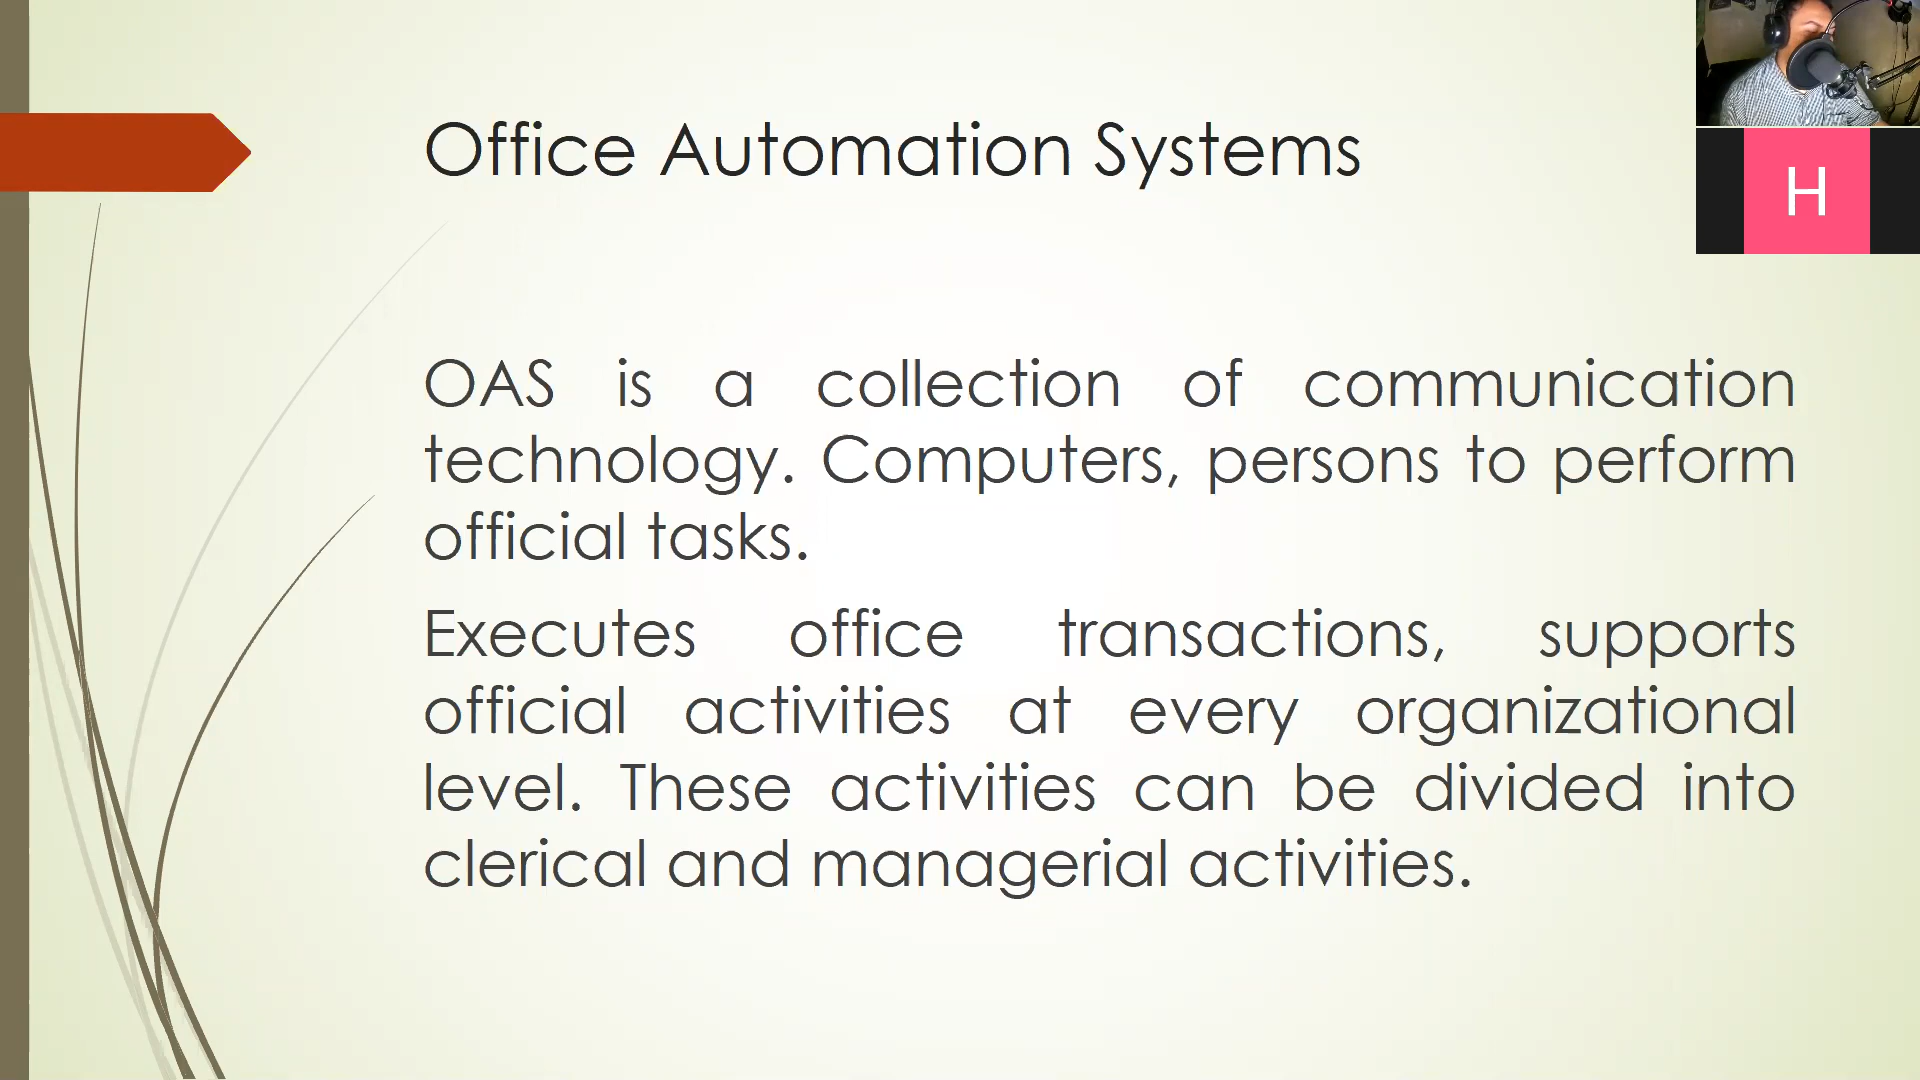 Office Automation Systems
H
OAS is a collection of communication
technology. Computers, persons to perform
official tasks.
Executes office transactions, supports
official activities at every organizational
level. These activities can be divided into
clerical and managerial activities.